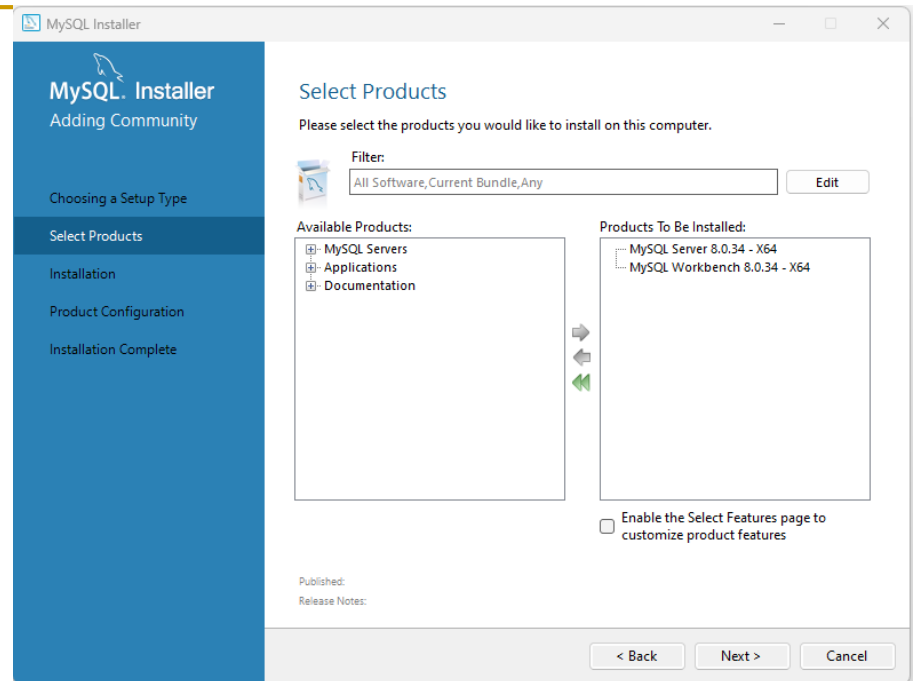 MySQL Installer
MySQL. Installer
Adding Community
Choosing a Setup Type
Select Products
Installation
Product Configuration
Installation Complete
Select Products
Please select the products you would like to install on this computer.
Filter:
All Software,Current Bundle,Any
Edit
Available Products:
MySQL Servers
Applications
Documentation
Products To Be Installed:
MySQL Server 8.0.34 - X64
MySQL Workbench 8.0.34 - X64
Enable the Select Features page to
customize product features
Published:
Release Notes:
< Back
Next >
Cancel